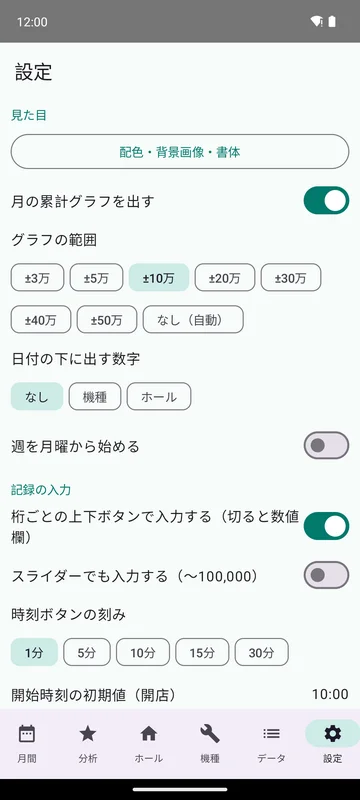 12:00
設定
見た目
配色・背景画像・書体
月の累計グラフを出す
グラフの範囲
±3万 ±5万 ±10万 ±20万 ±30万
±40万 ±50万 なし（自動）
日付の下に出す数字
なし 機種 ホール
週を月曜から始める
記録の入力
桁ごとの上下ボタンで入力する（切ると数値
欄）
スライダーでも入力する（〜100,000）
時刻ボタンの刻み
1分 5分 10分 15分 30分
開始時刻の初期値（開店） 10:00
月間 分析 ホール 機種 データ 設定